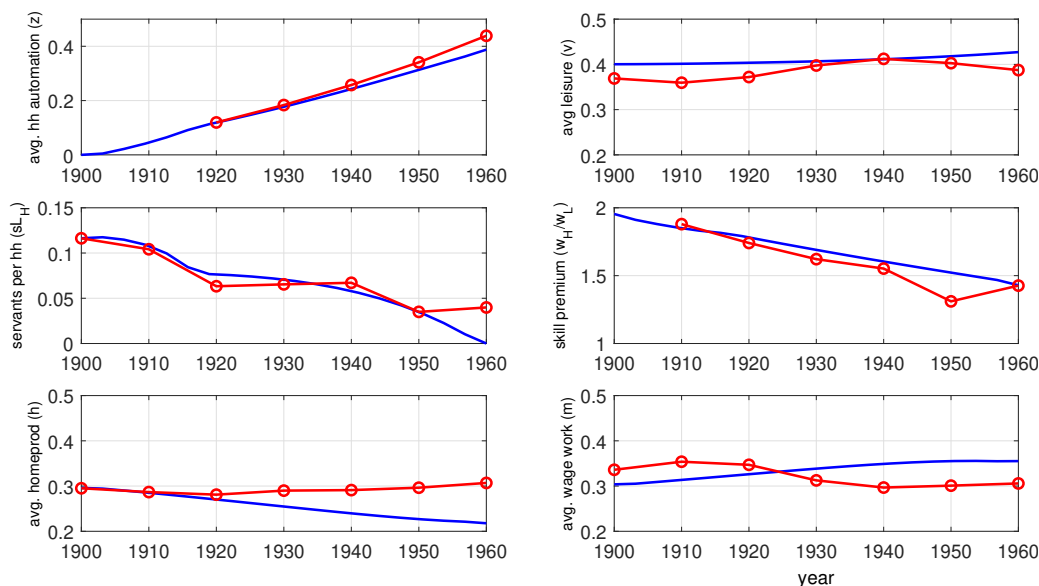 avg. hh automation (z)
0.4
0.2
0
1900 1910 1920 1930 1940 1950 1960
avg leisure (v)
0.5
0.4
0.3
0.2
1900 1910 1920 1930 1940 1950 1960
servants per hh (sL_H)
0.15
0.1
0.05
0
1900 1910 1920 1930 1940 1950 1960
skill premium (w_H/w_L)
2
1.5
1
1900 1910 1920 1930 1940 1950 1960
avg. homeprod (h)
0.5
0.4
0.3
0.2
1900 1910 1920 1930 1940 1950 1960
avg. wage work (m)
0.5
0.4
0.3
0.2
1900 1910 1920 1930 1940 1950 1960
year